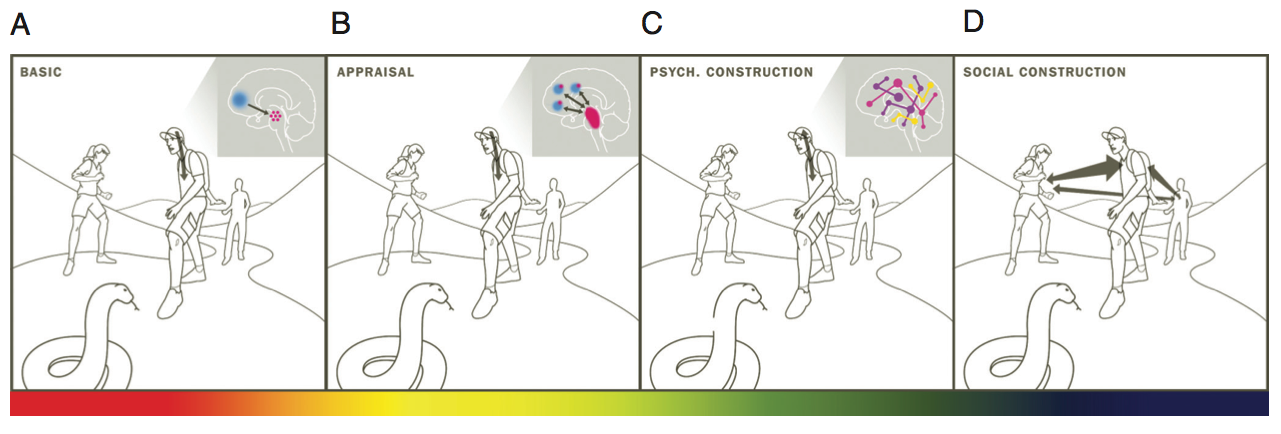 A
B
C
D
BASIC
APPRAISAL
PSYCH. CONSTRUCTION
SOCIAL CONSTRUCTION